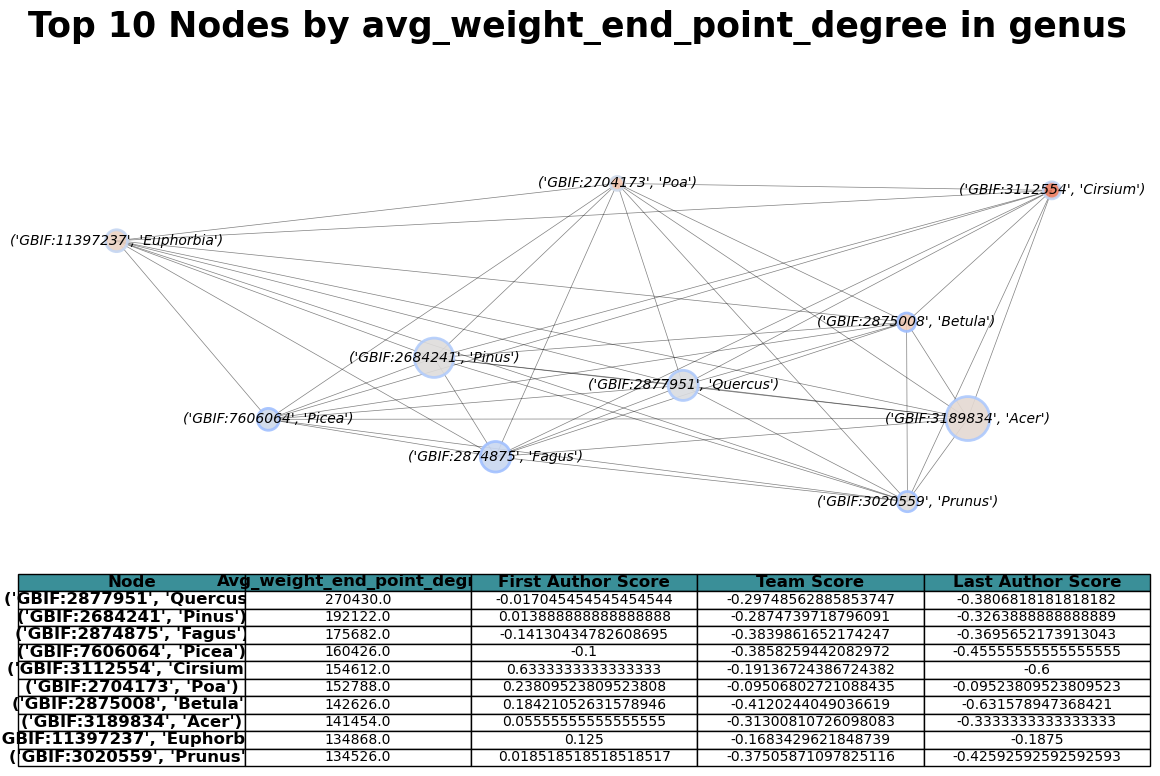 Top 10 Nodes by avg_weight_end_point_degree in genus
('GBIF:2704173', 'Poa')
('GBIF:3112554', 'Cirsium')
('GBIF:11397237', 'Euphorbia')
('GBIF:2875008', 'Betula')
('GBIF:2684241', 'Pinus')
('GBIF:2877951', 'Quercus')
('GBIF:7606064', 'Picea')
('GBIF:3189834', 'Acer')
('GBIF:2874875', 'Fagus')
('GBIF:3020559', 'Prunus')
Node Avg_weight_end_point_degr First Author Score Team Score Last Author Score
('GBIF:2877951', 'Quercus 270430.0 -0.017045454545454544 -0.29748562885853747 -0.3806818181818182
('GBIF:2684241', 'Pinus') 192122.0 0.013888888888888888 -0.2874739718796091 -0.3263888888888889
('GBIF:2874875', 'Fagus') 175682.0 -0.14130434782608695 -0.3839861652174247 -0.3695652173913043
('GBIF:7606064', 'Picea') 160426.0 -0.1 -0.3858259442082972 -0.45555555555555555
('GBIF:3112554', 'Cirsium 154612.0 0.6333333333333333 -0.19136724386724382 -0.6
('GBIF:2704173', 'Poa') 152788.0 0.23809523809523808 -0.09506802721088435 -0.09523809523809523
('GBIF:2875008', 'Betula' 142626.0 0.18421052631578946 -0.4120244049036619 -0.631578947368421
('GBIF:3189834', 'Acer') 141454.0 0.05555555555555555 -0.31300810726098083 -0.3333333333333333
GBIF:11397237', 'Euphorb 134868.0 0.125 -0.1683429621848739 -0.1875
('GBIF:3020559', 'Prunus' 134526.0 0.018518518518518517 -0.37505871097825116 -0.42592592592592593